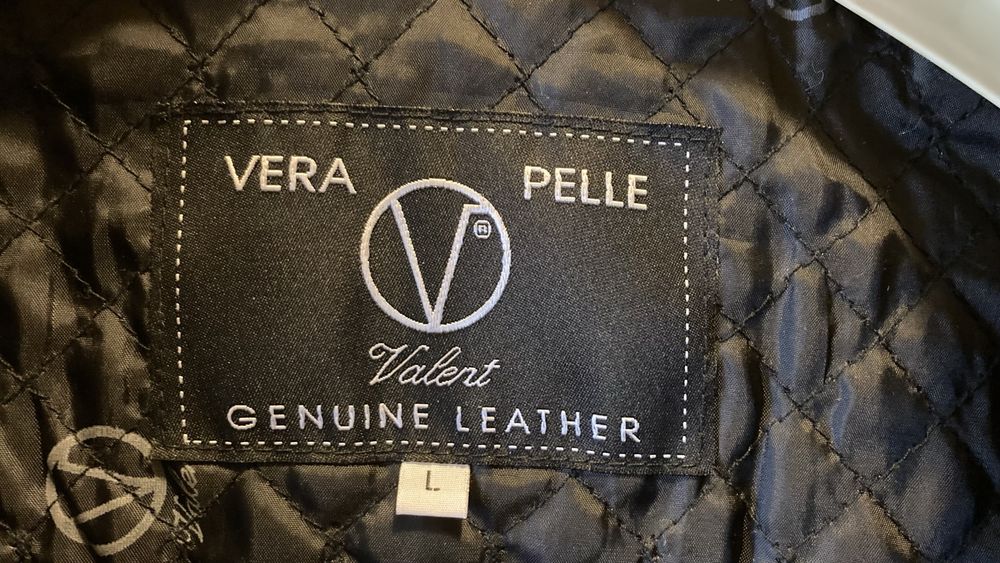 VERA PELLE
V®
Valent
GENUINE LEATHER
L